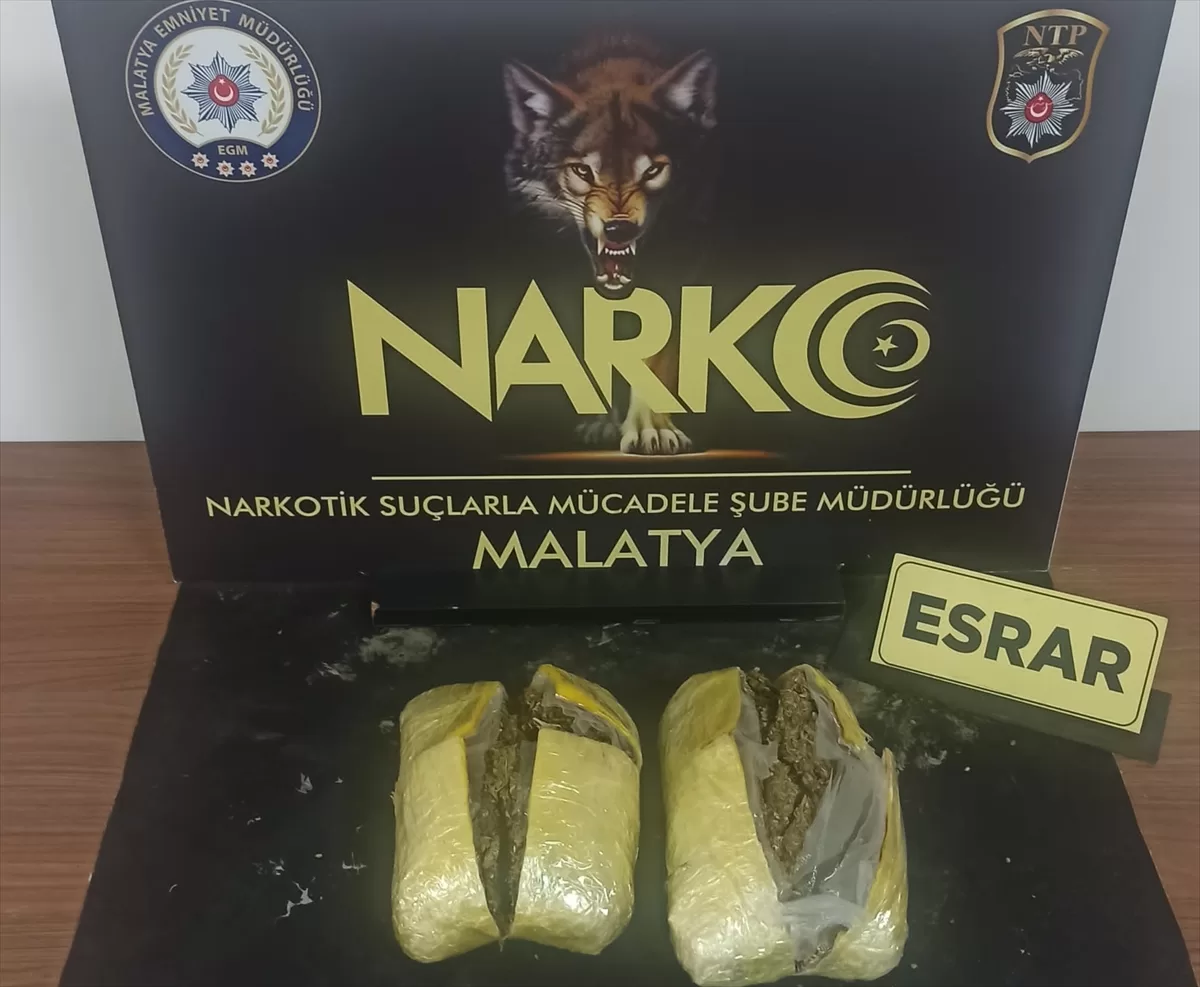 MALATYA EMNİYET MÜDÜRLÜĞÜ
EGM
NTP
NARKO
NARKOTİK SUÇLARLA MÜCADELE ŞUBE MÜDÜRLÜĞÜ
MALATYA
ESRAR